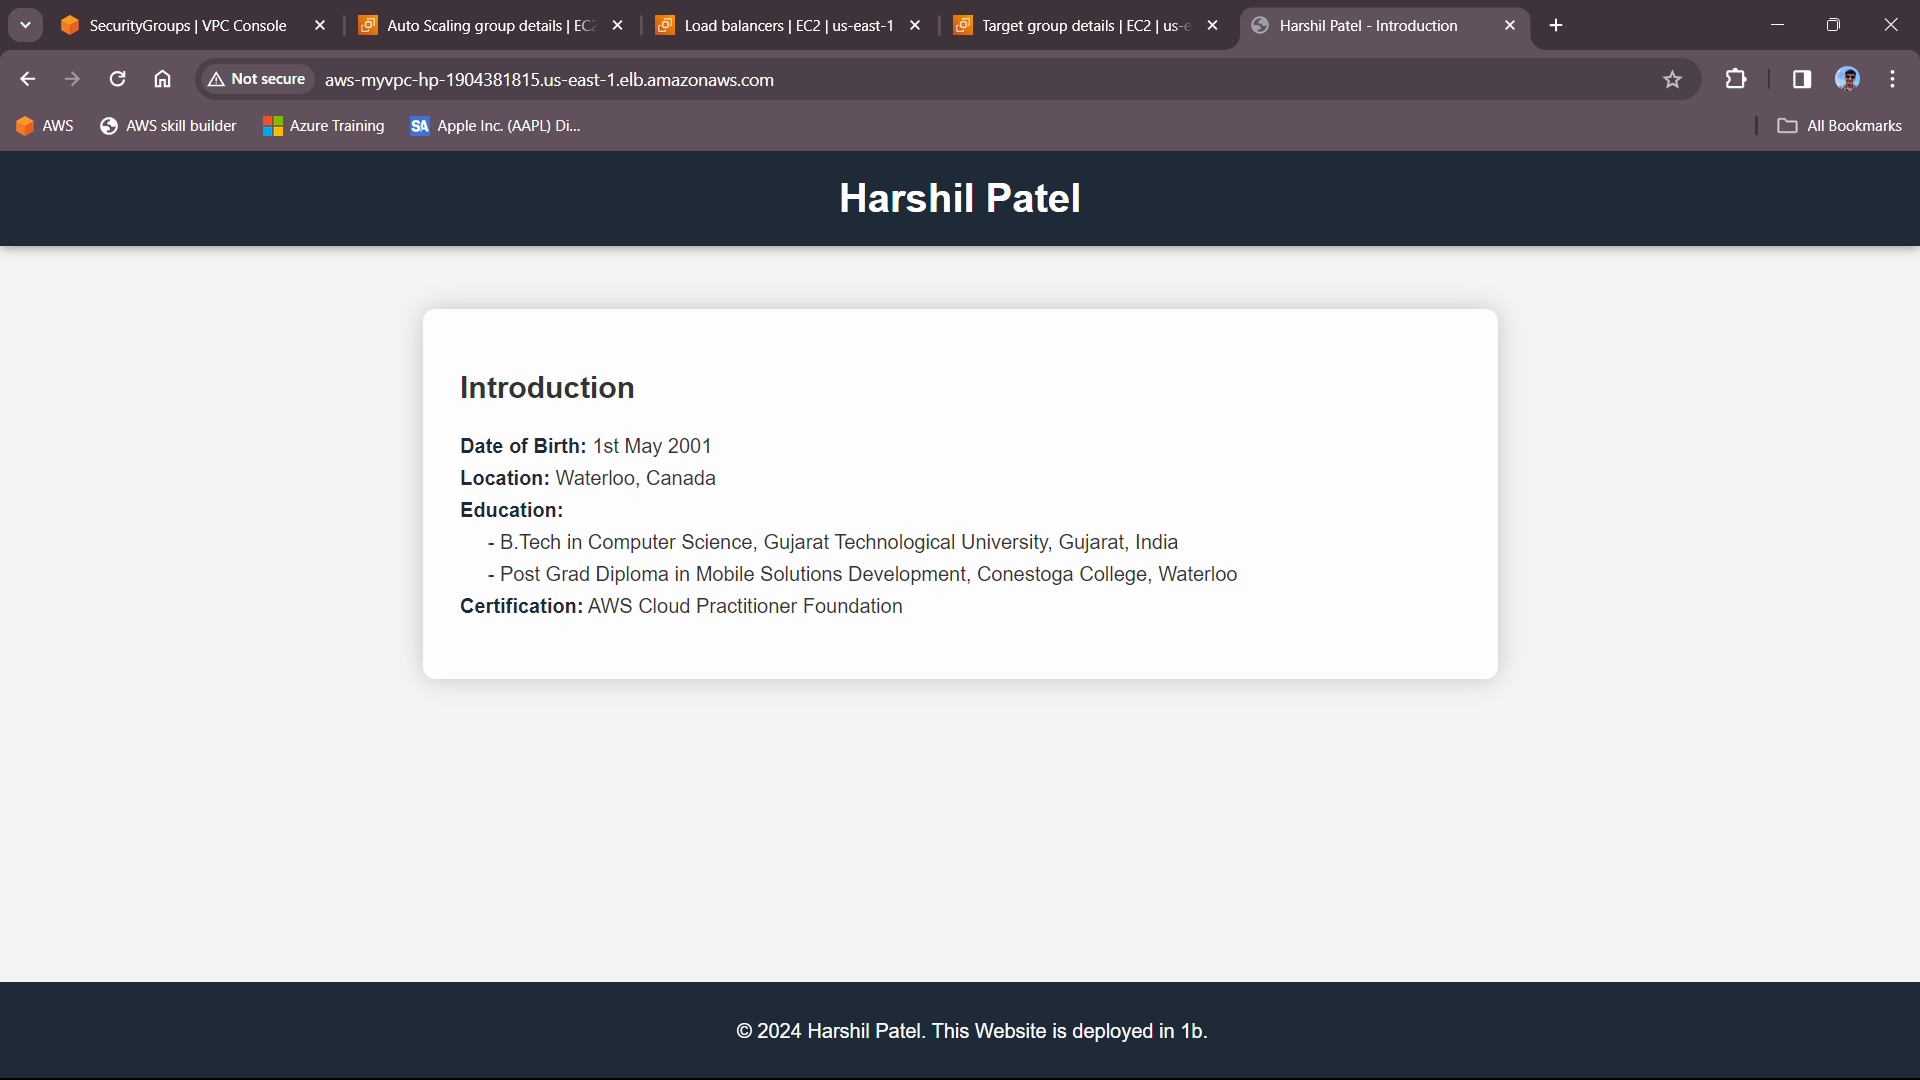 SecurityGroups | VPC Console
Auto Scaling group details | EC2
Load balancers | EC2 | us-east-1
Target group details | EC2 | us-e
Harshil Patel - Introduction
Not secure
aws-myvpc-hp-1904381815.us-east-1.elb.amazonaws.com
AWS
AWS skill builder
Azure Training
SA
Apple Inc. (AAPL) Di...
All Bookmarks
Harshil Patel
Introduction
Date of Birth: 1st May 2001
Location: Waterloo, Canada
Education:
- B.Tech in Computer Science, Gujarat Technological University, Gujarat, India
- Post Grad Diploma in Mobile Solutions Development, Conestoga College, Waterloo
Certification: AWS Cloud Practitioner Foundation
© 2024 Harshil Patel. This Website is deployed in 1b.